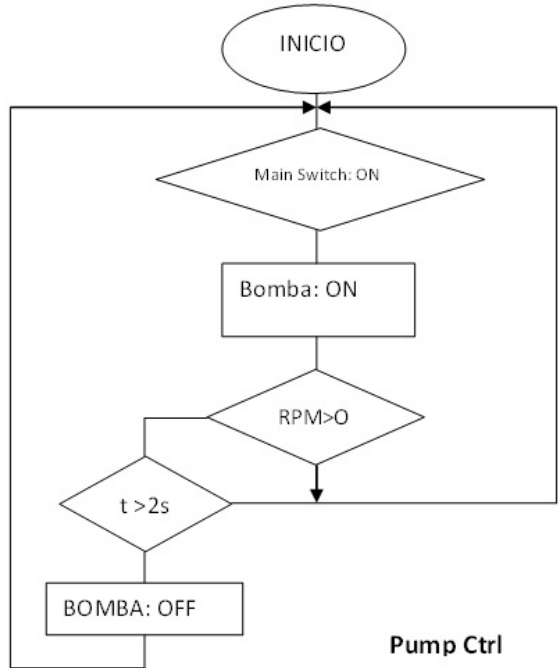 INICIO
Main Switch: ON
Bomba: ON
RPM>O
t >2s
BOMBA: OFF
Pump Ctrl